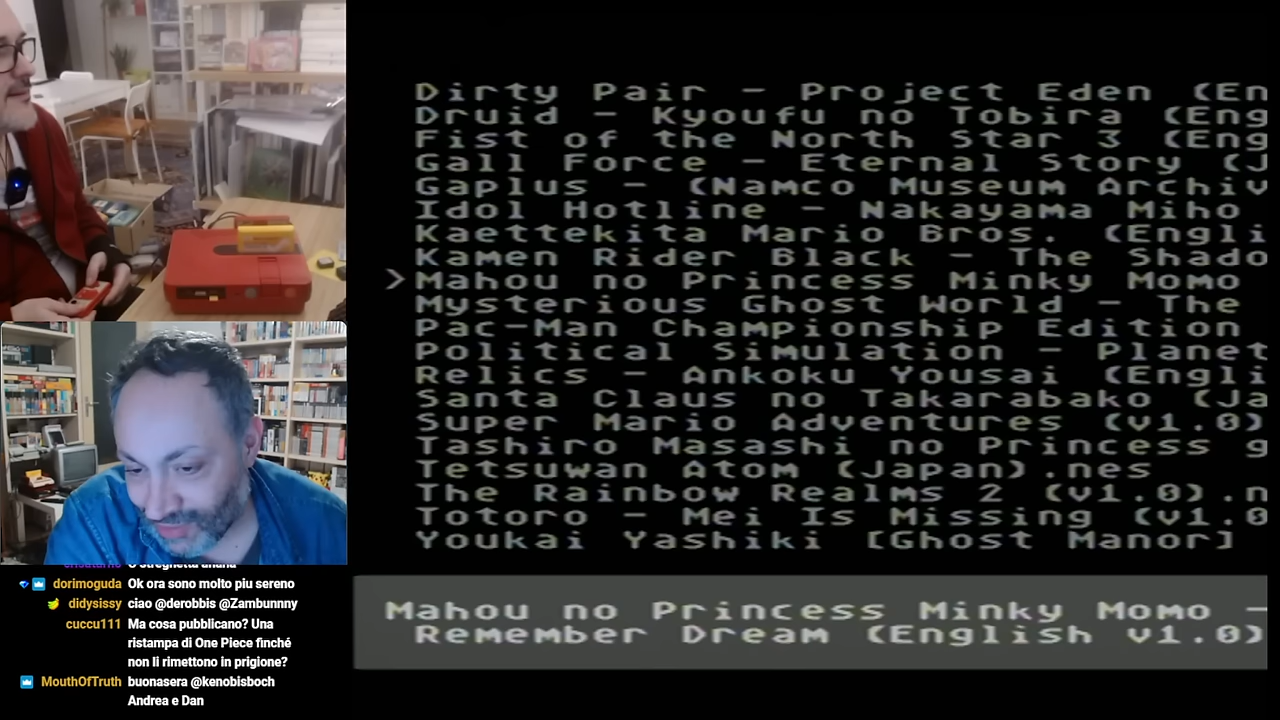 Dirty Pair - Project Eden (En
Druid - Kyoufu no Tobira (Eng
Fist of the North Star 3 (Eng
Gall Force - Eternal Story (J
Gaplus - (Namco Museum Archiv
Idol Hotline - Nakayama Miho
Kaettekita Mario Bros. (Engli
Kamen Rider Black - The Shado
>Mahou no Princess Minky Momo
Mysterious Ghost World - The
Pac-Man Championship Edition
Political Simulation - Planet
Relics - Ankoku Yousai (Engli
Santa Claus no Takarabako (Ja
Super Mario Adventures (v1.0)
Tashiro Masashi no Princess g
Tetsuwan Atom (Japan).nes
The Rainbow Realms 2 (v1.0).n
Totoro - Mei Is Missing (v1.0
Youkai Yashiki [Ghost Manor]
Mahou no Princess Minky Momo -
Remember Dream (English v1.0)
dorimoguda Ok ora sono molto piu sereno
didysissy ciao @derobbis @Zambunnny
cuccu111 Ma cosa pubblicano? Una
ristampa di One Piece finché
non li rimettono in prigione?
MouthOfTruth buonasera @kenobisboch
Andrea e Dan